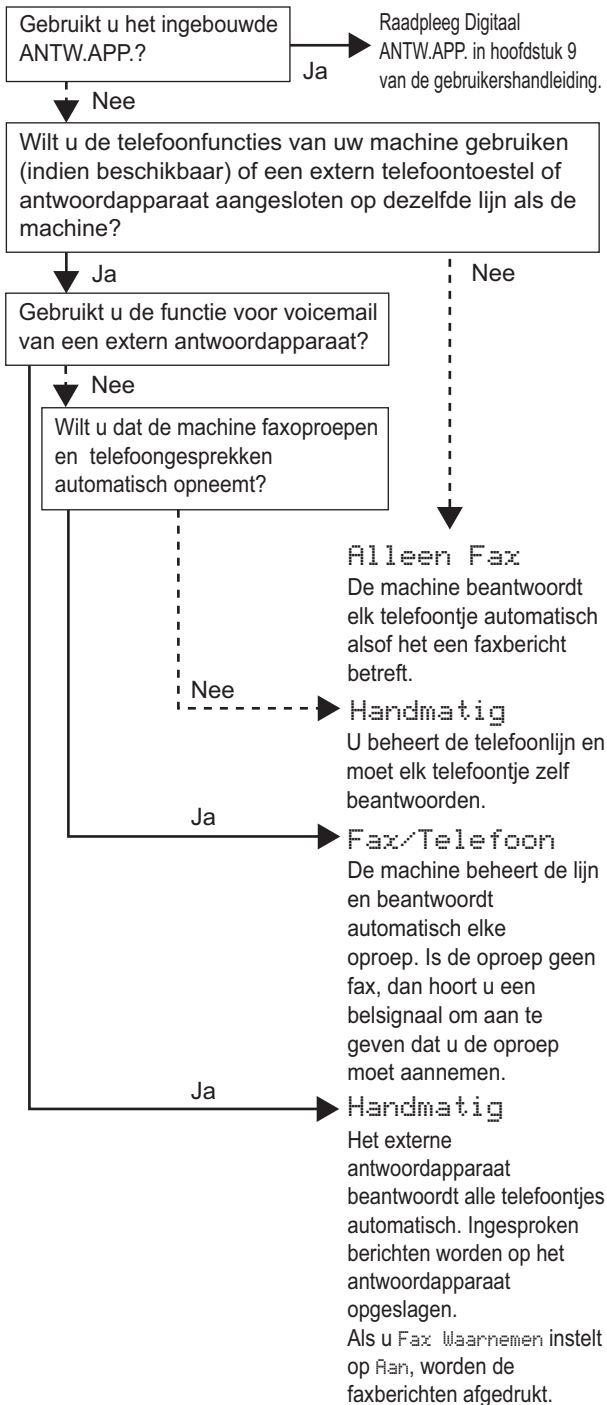 Gebruikt u het ingebouwde
ANTW.APP.?
Ja
Raadpleeg Digitaal
ANTW.APP. in hoofdstuk 9
van de gebruikershandleiding.
Nee
Wilt u de telefoonfuncties van uw machine gebruiken
(indien beschikbaar) of een extern telefoontoestel of
antwoordapparaat aangesloten op dezelfde lijn als de
machine?
Ja
Nee
Gebruikt u de functie voor voicemail
van een extern antwoordapparaat?
Nee
Wilt u dat de machine faxoproepen
en telefoongesprekken
automatisch opneemt?
Alleen Fax
De machine beantwoordt
elk telefoontje automatisch
alsof het een faxbericht
betreft.
Nee
Handmatig
U beheert de telefoonlijn en
moet elk telefoontje zelf
beantwoorden.
Ja
Fax/Telefoon
De machine beheert de lijn
en beantwoordt
automatisch elke
oproep. Is de oproep geen
fax, dan hoort u een
belsignaal om aan te
geven dat u de oproep
moet aannemen.
Ja
Handmatig
Het externe
antwoordapparaat
beantwoordt alle telefoontjes
automatisch. Ingesproken
berichten worden op het
antwoordapparaat
opgeslagen.
Als u Fax Waarnemen instelt
op Aan, worden de
faxberichten afgedrukt.